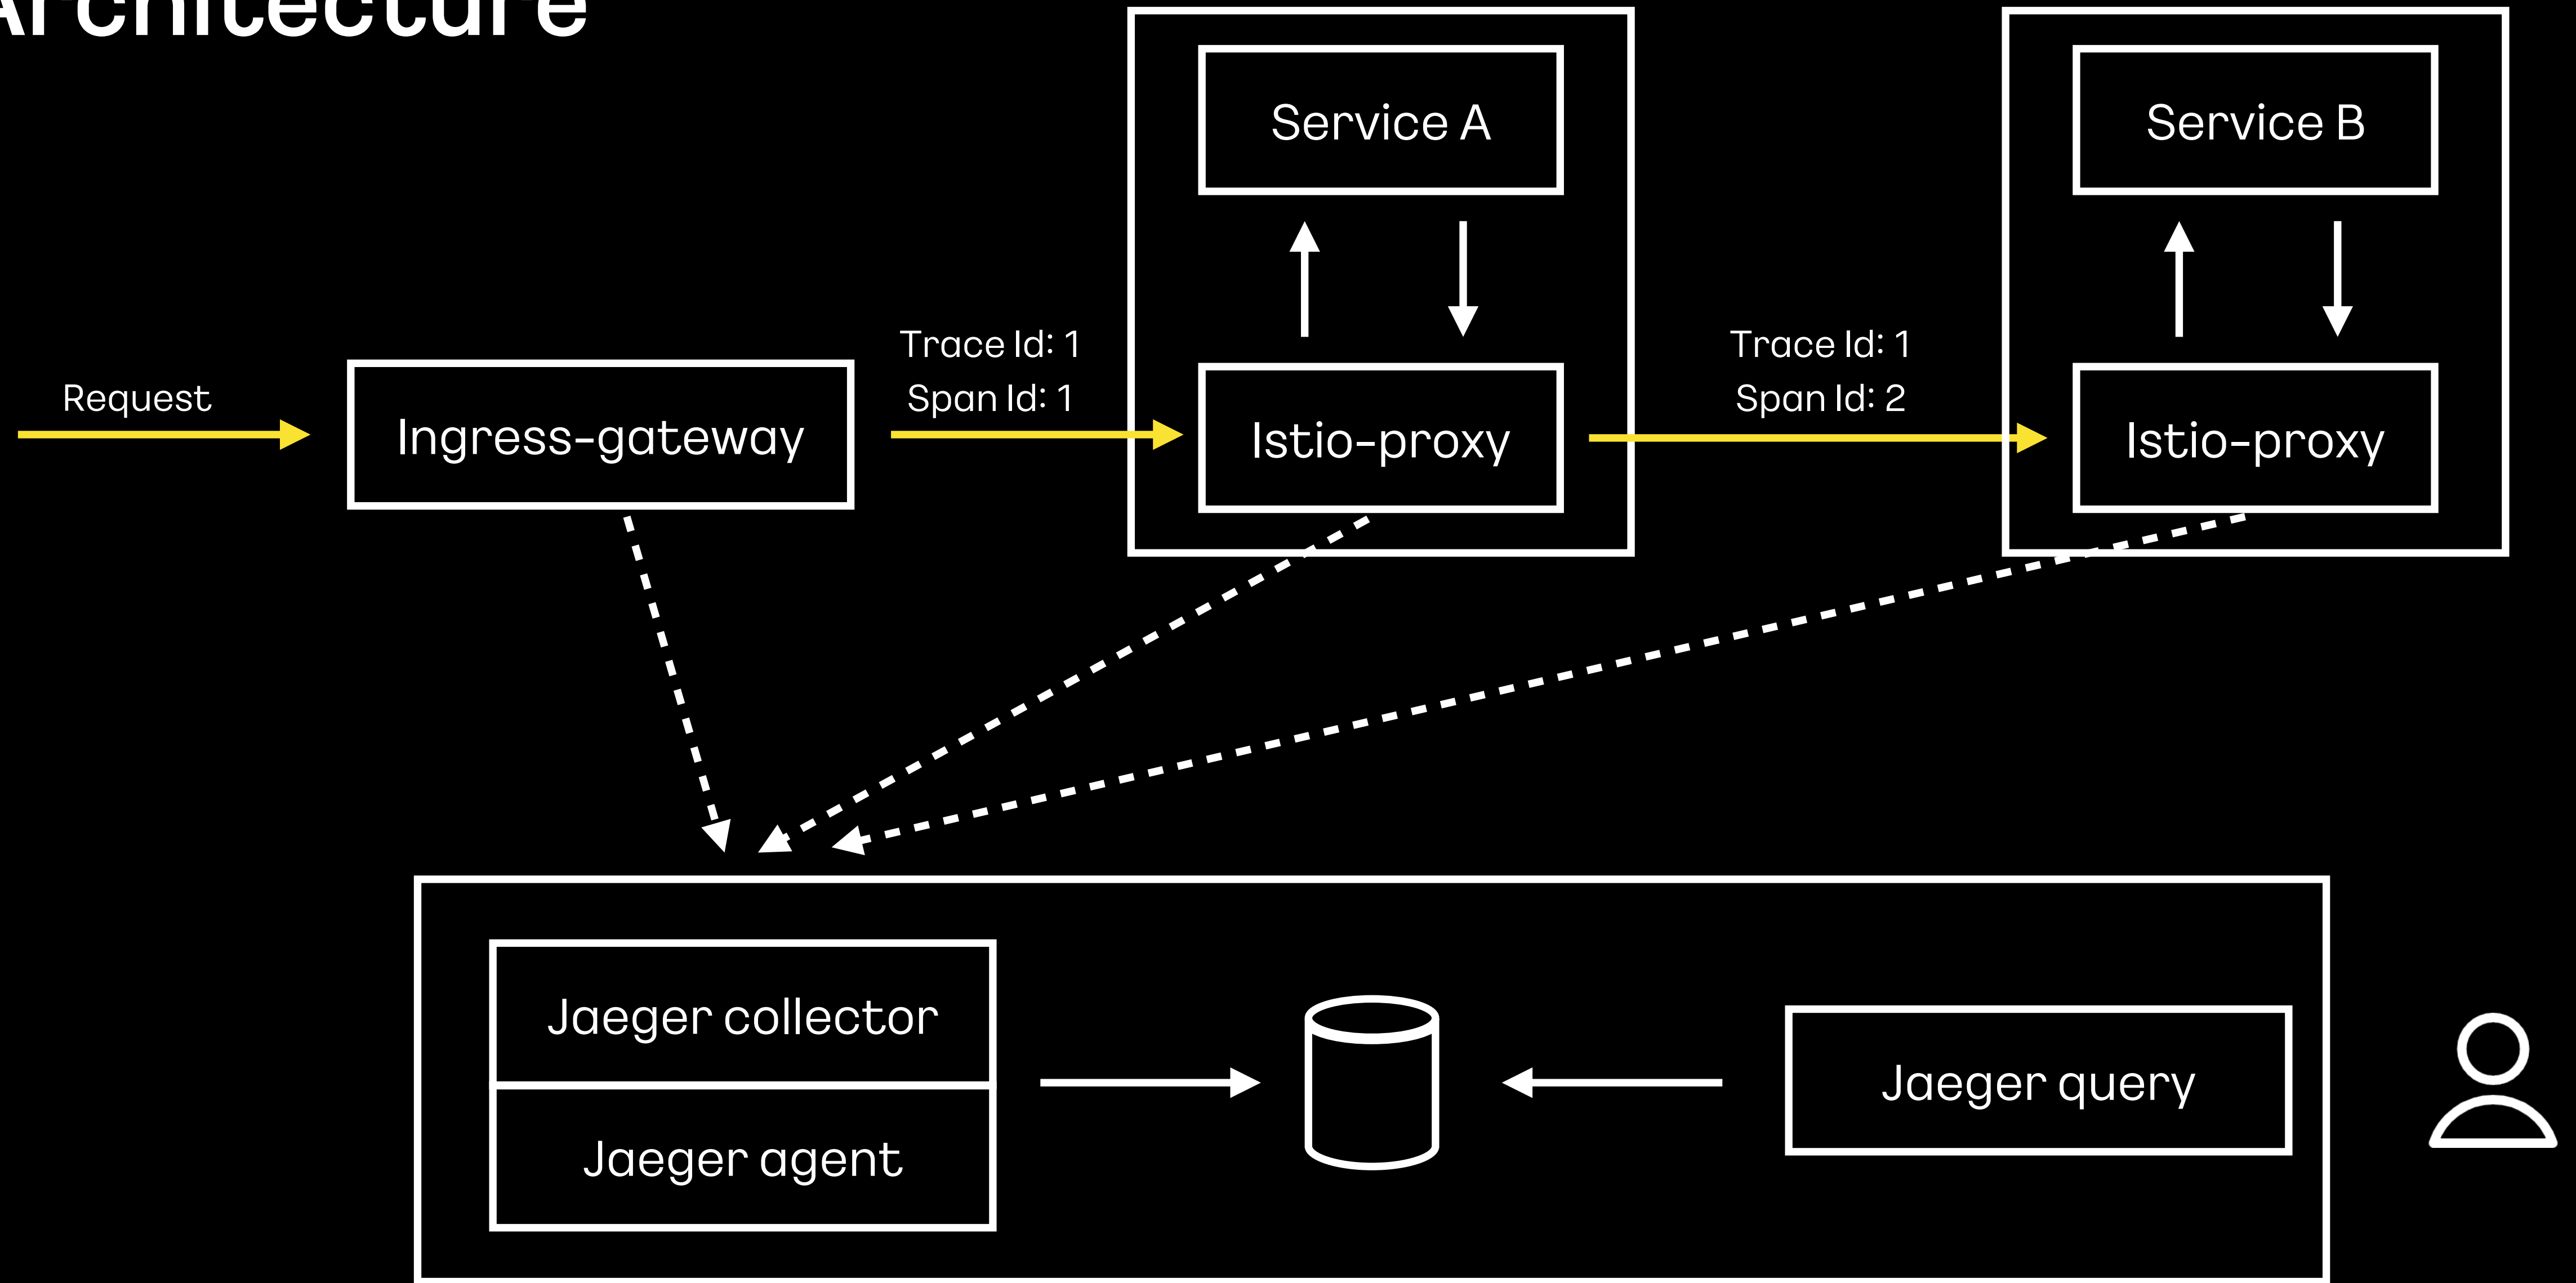 Architecture
Service A
Service B
Trace Id: 1
Span Id: 1
Trace Id: 1
Span Id: 2
Request
Ingress-gateway
Istio-proxy
Istio-proxy
Jaeger collector
Jaeger agent
Jaeger query